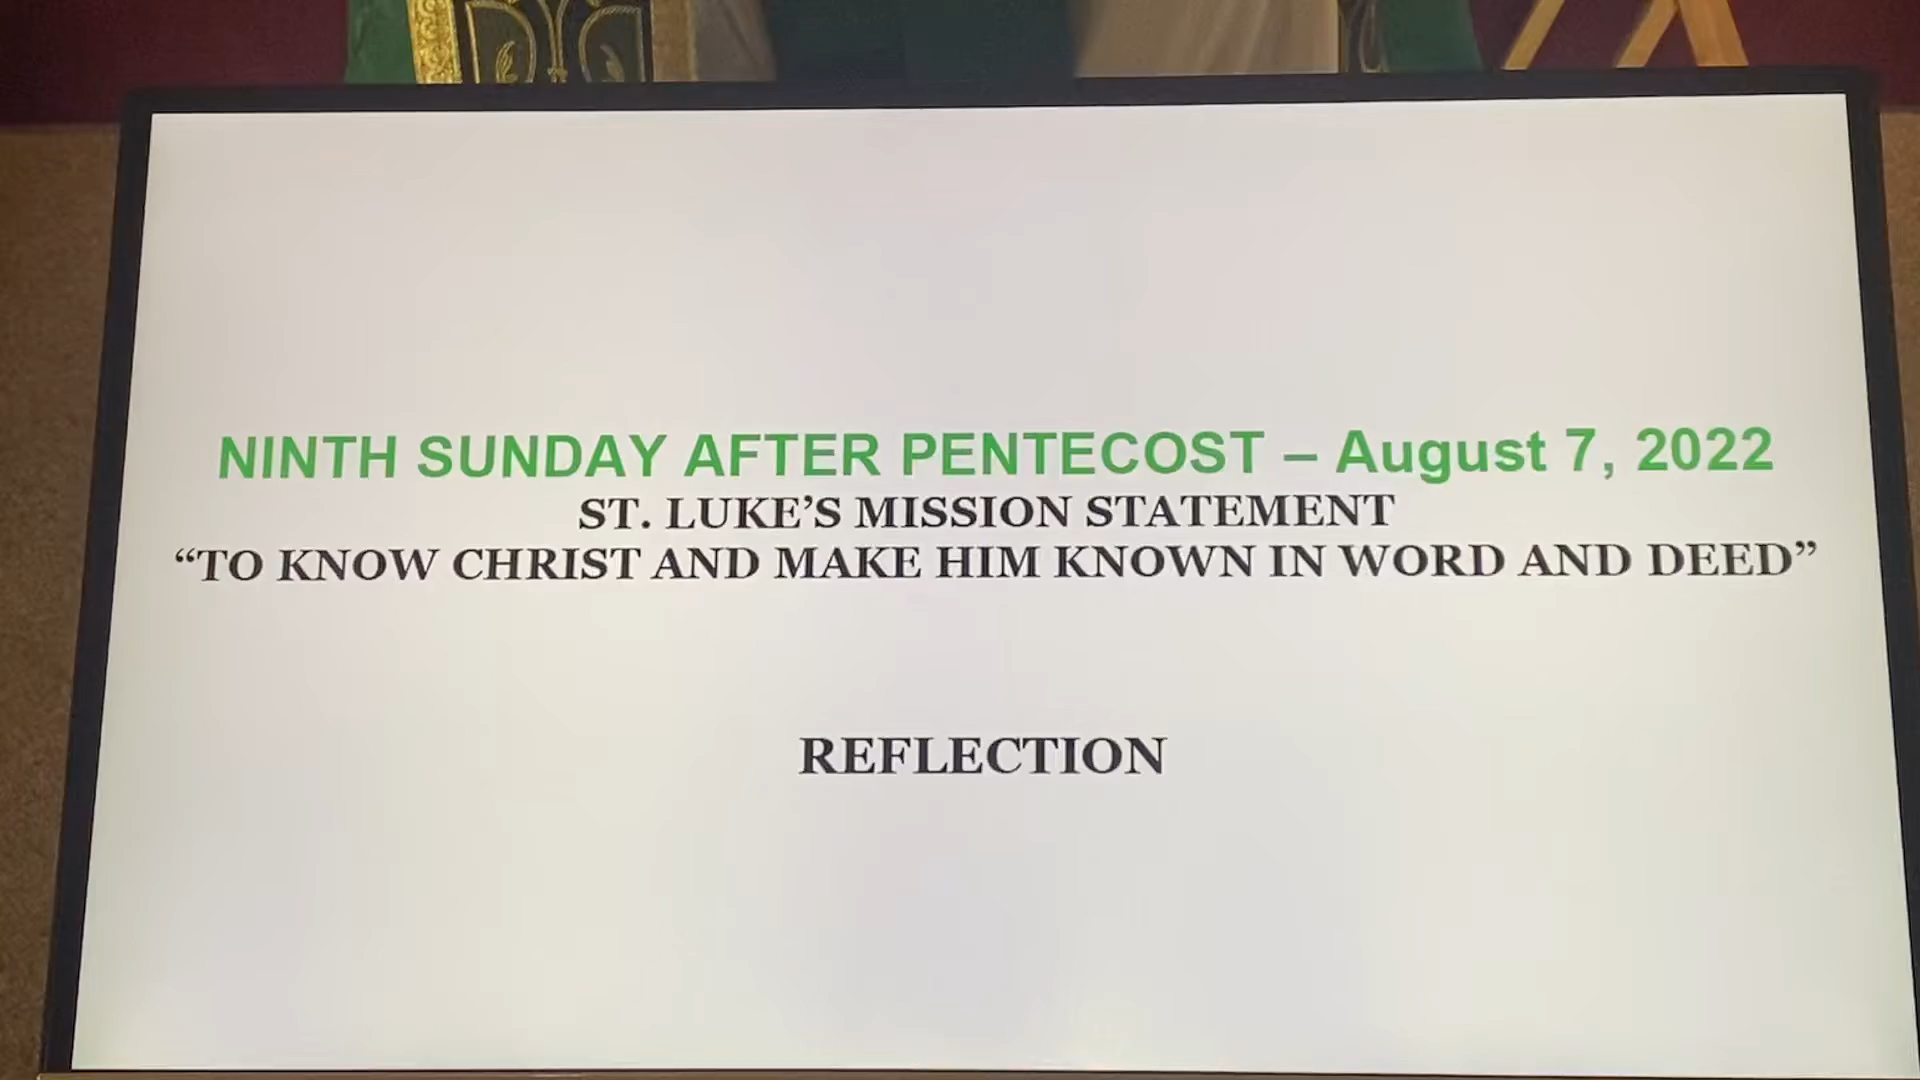 NINTH SUNDAY AFTER PENTECOST – August 7, 2022
ST. LUKE’S MISSION STATEMENT
“TO KNOW CHRIST AND MAKE HIM KNOWN IN WORD AND DEED”
REFLECTION